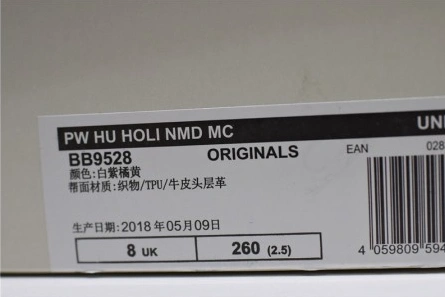 PW HU HOLI NMD MC UNI
BB9528 ORIGINALS EAN 028
颜色:白紫橘黄
帮面材质:织物/TPU/牛皮头层革
生产日期:2018 年05月09日
8 UK 260 (2.5)
4 059809 594